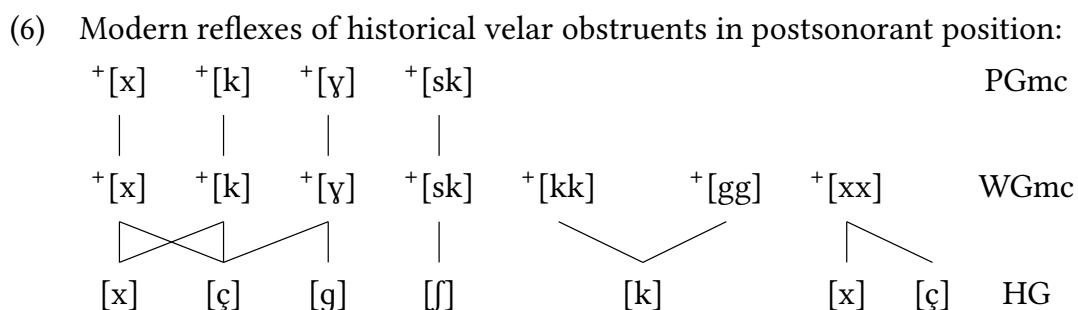 (6) Modern reflexes of historical velar obstruents in postsonorant position:
⁺[x] ⁺[k] ⁺[ɣ] ⁺[sk] PGmc
⁺[x] ⁺[k] ⁺[ɣ] ⁺[sk] ⁺[kk] ⁺[gg] ⁺[xx] WGmc
[x] [ç] [ɡ] [ʃ] [k] [x] [ç] HG